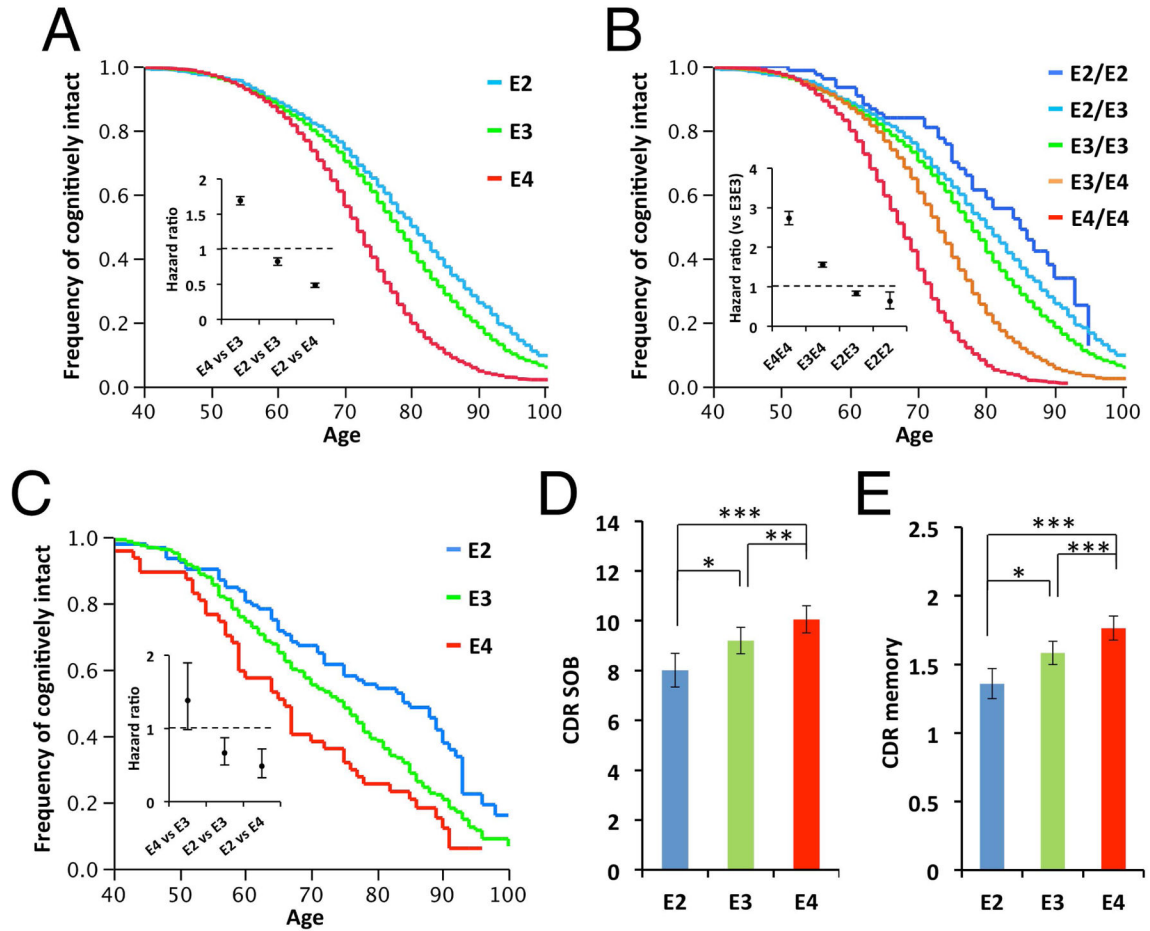 A
Frequency of cognitively intact
1.0
0.8
0.6
0.4
0.2
0.0
40 50 60 70 80 90 100
Age
E2
E3
E4
Hazard ratio
2
1.5
1
0.5
0
E4 vs E3
E2 vs E3
E2 vs E4
B
Frequency of cognitively intact
1.0
0.8
0.6
0.4
0.2
0.0
40 50 60 70 80 90 100
Age
E2/E2
E2/E3
E3/E3
E3/E4
E4/E4
Hazard ratio (vs E3E3)
4
3
2
1
0
E4E4
E3E4
E2E3
E2E2
C
Frequency of cognitively intact
1.0
0.8
0.6
0.4
0.2
0.0
40 50 60 70 80 90 100
Age
E2
E3
E4
Hazard ratio
2
1
0
E4 vs E3
E2 vs E3
E2 vs E4
D
CDR SOB
14
12
10
8
6
4
2
0
***
**
*
E2 E3 E4
E
CDR memory
2.5
2
1.5
1
0.5
0
***
***
*
E2 E3 E4